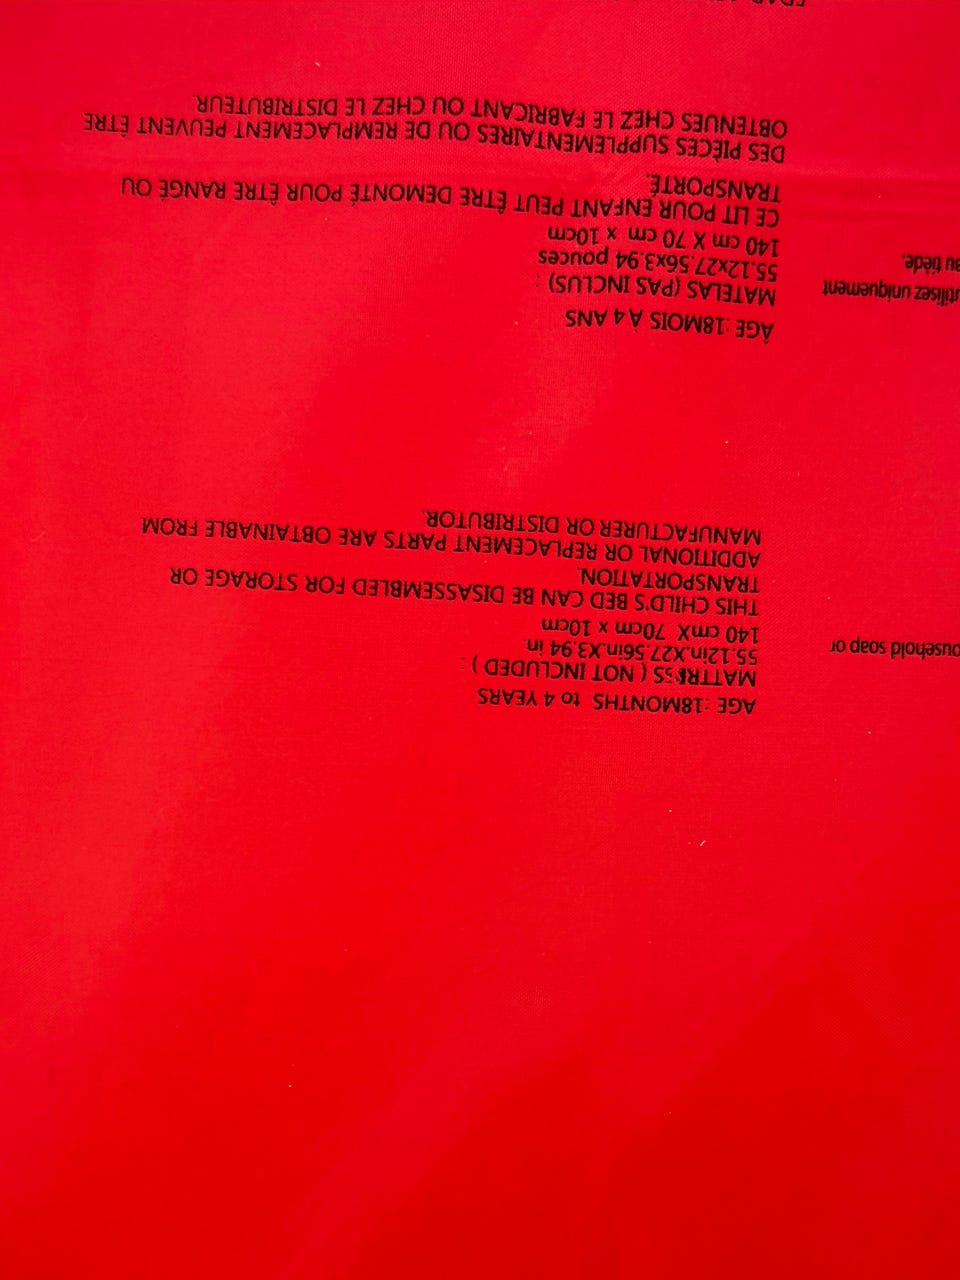 AGE :18MONTHS to 4 YEARS
MATTRESS ( NOT INCLUDED ) :
55.12in.X27.56in.X3.94 in.
140 cmX 70cm x 10cm
THIS CHILD'S BED CAN BE DISASSEMBLED FOR STORAGE OR
TRANSPORTATION.
ADDITIONAL OR REPLACEMENT PARTS ARE OBTAINABLE FROM
MANUFACTURER OR DISTRIBUTOR.
ousehold soap or
ÂGE :18MOIS À 4 ANS
MATELAS (PAS INCLUS) :
55.12x27.56x3.94 pouces
140 cm X 70 cm x 10cm
CE LIT POUR ENFANT PEUT ÊTRE DEMONTÉ POUR ÊTRE RANGÉ OU
TRANSPORTÉ.
DES PIÈCES SUPPLÉMENTAIRES OU DE REMPLACEMENT PEUVENT ÊTRE
OBTENUES CHEZ LE FABRICANT OU CHEZ LE DISTRIBUTEUR.
utilisez uniquement
au tiède.